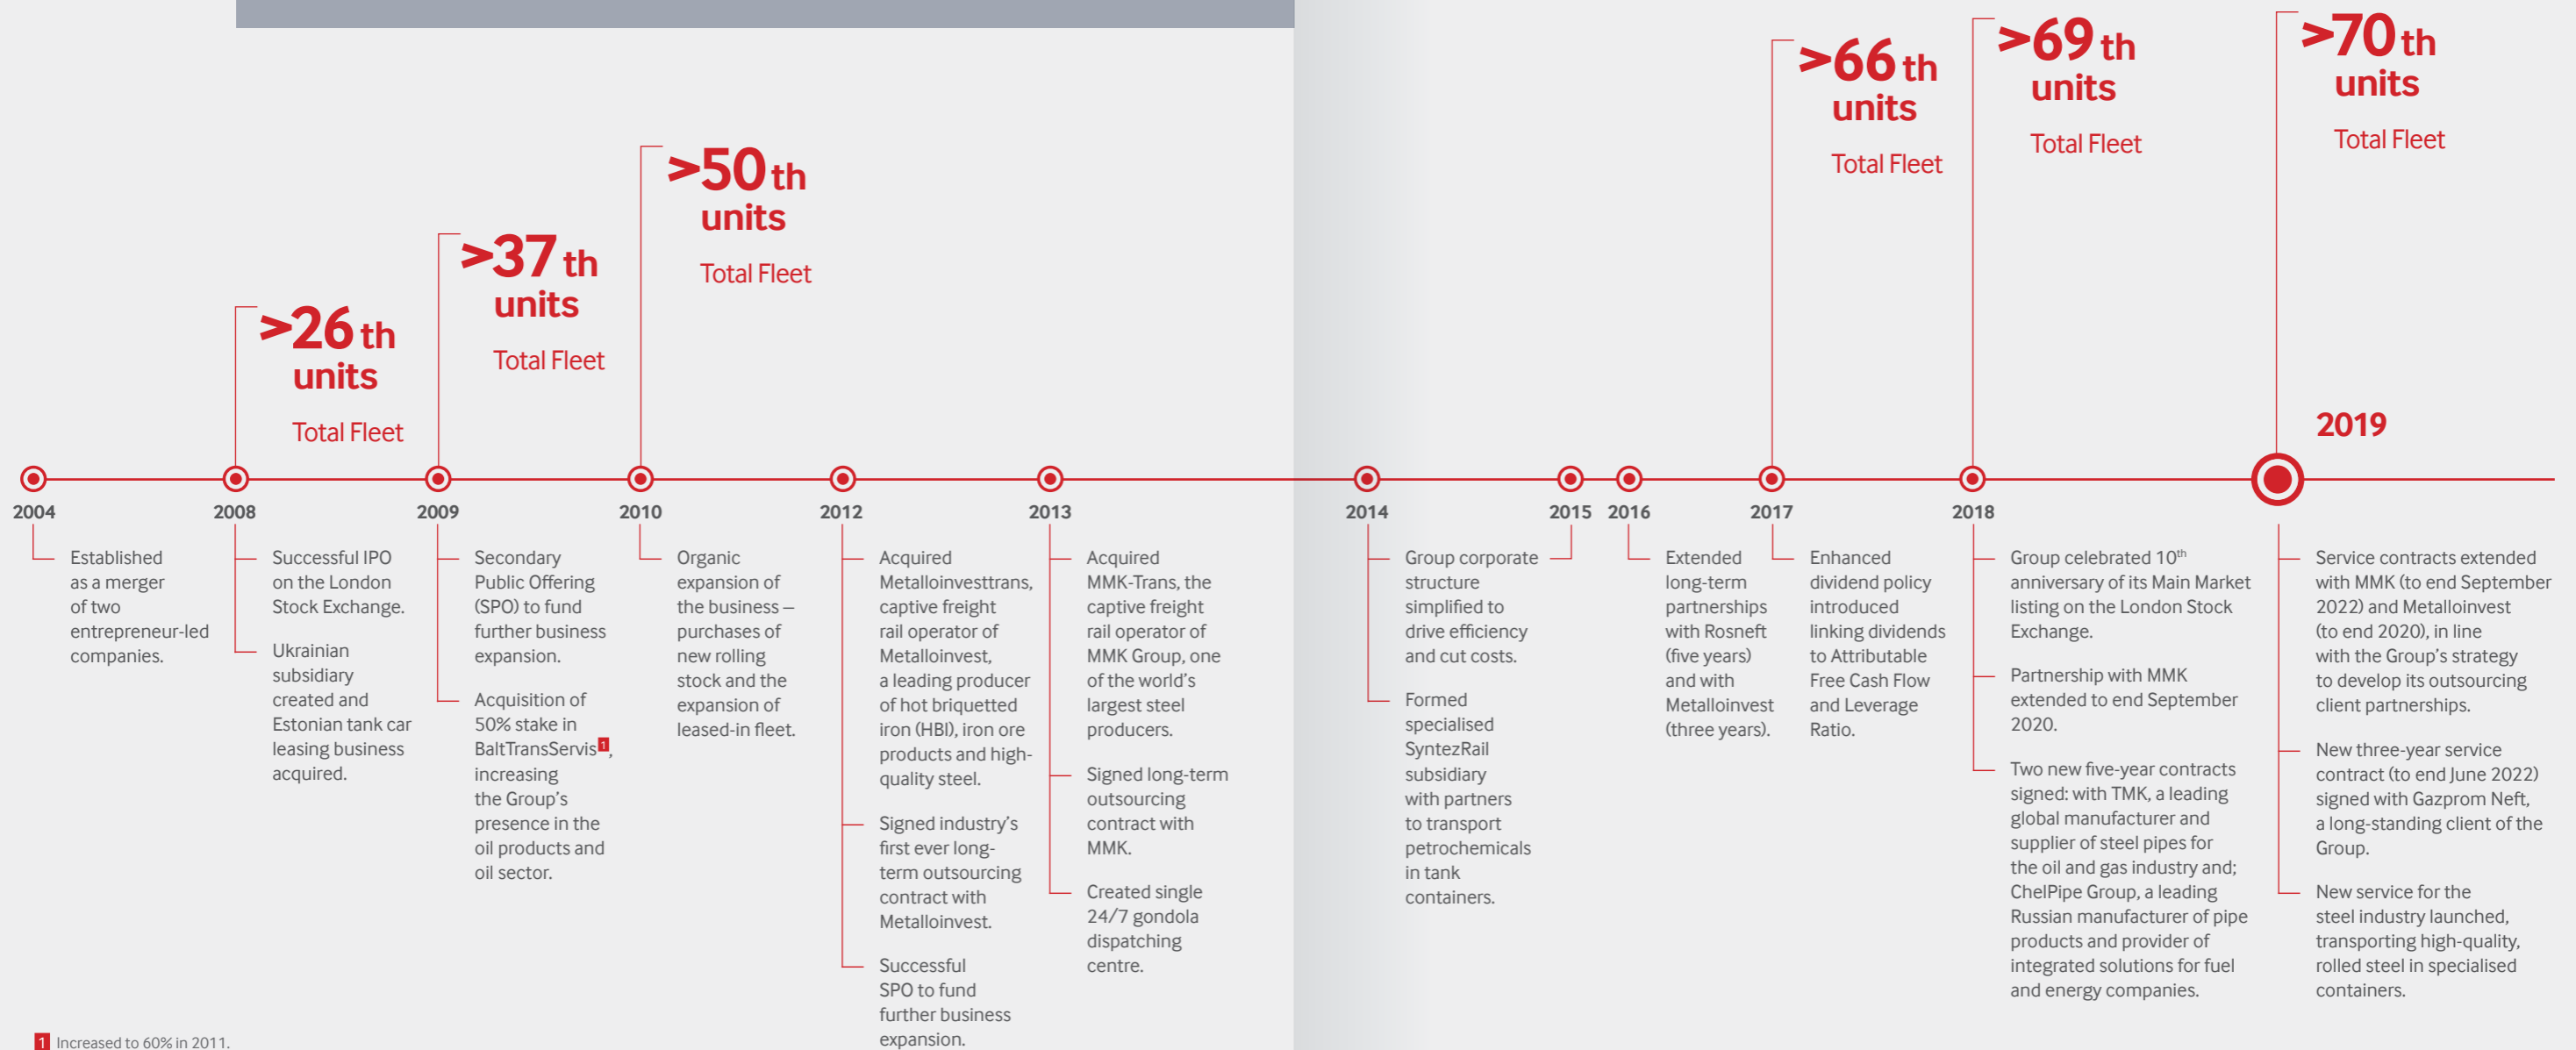 >26 th
units
Total Fleet
>37 th
units
Total Fleet
>50 th
units
Total Fleet
>66 th
units
Total Fleet
>69 th
units
Total Fleet
>70 th
units
Total Fleet
2019
2004
Established
as a merger
of two
entrepreneur-led
companies.
2008
Successful IPO
on the London
Stock Exchange.
Ukrainian
subsidiary
created and
Estonian tank car
leasing business
acquired.
2009
Secondary
Public Offering
(SPO) to fund
further business
expansion.
Acquisition of
50% stake in
BaltTransServis1,
increasing
the Group's
presence in the
oil products and
oil sector.
2010
Organic
expansion of
the business –
purchases of
new rolling
stock and the
expansion of
leased-in fleet.
2012
Acquired
Metalloinvesttrans,
captive freight
rail operator of
Metalloinvest,
a leading producer
of hot briquetted
iron (HBI), iron ore
products and high-
quality steel.
Signed industry's
first ever long-
term outsourcing
contract with
Metalloinvest.
Successful
SPO to fund
further business
expansion.
2013
Acquired
MMK-Trans, the
captive freight
rail operator of
MMK Group, one
of the world's
largest steel
producers.
Signed long-term
outsourcing
contract with
MMK.
Created single
24/7 gondola
dispatching
centre.
2014
2015
Group corporate
structure
simplified to
drive efficiency
and cut costs.
Formed
specialised
SyntezRail
subsidiary
with partners
to transport
petrochemicals
in tank
containers.
2016
Extended
long-term
partnerships
with Rosneft
(five years)
and with
Metalloinvest
(three years).
2017
Enhanced
dividend policy
introduced
linking dividends
to Attributable
Free Cash Flow
and Leverage
Ratio.
2018
Group celebrated 10th
anniversary of its Main Market
listing on the London Stock
Exchange.
Partnership with MMK
extended to end September
2020.
Two new five-year contracts
signed: with TMK, a leading
global manufacturer and
supplier of steel pipes for
the oil and gas industry and;
ChelPipe Group, a leading
Russian manufacturer of pipe
products and provider of
integrated solutions for fuel
and energy companies.
Service contracts extended
with MMK (to end September
2022) and Metalloinvest
(to end 2020), in line
with the Group's strategy
to develop its outsourcing
client partnerships.
New three-year service
contract (to end June 2022)
signed with Gazprom Neft,
a long-standing client of the
Group.
New service for the
steel industry launched,
transporting high-quality,
rolled steel in specialised
containers.
1 Increased to 60% in 2011.